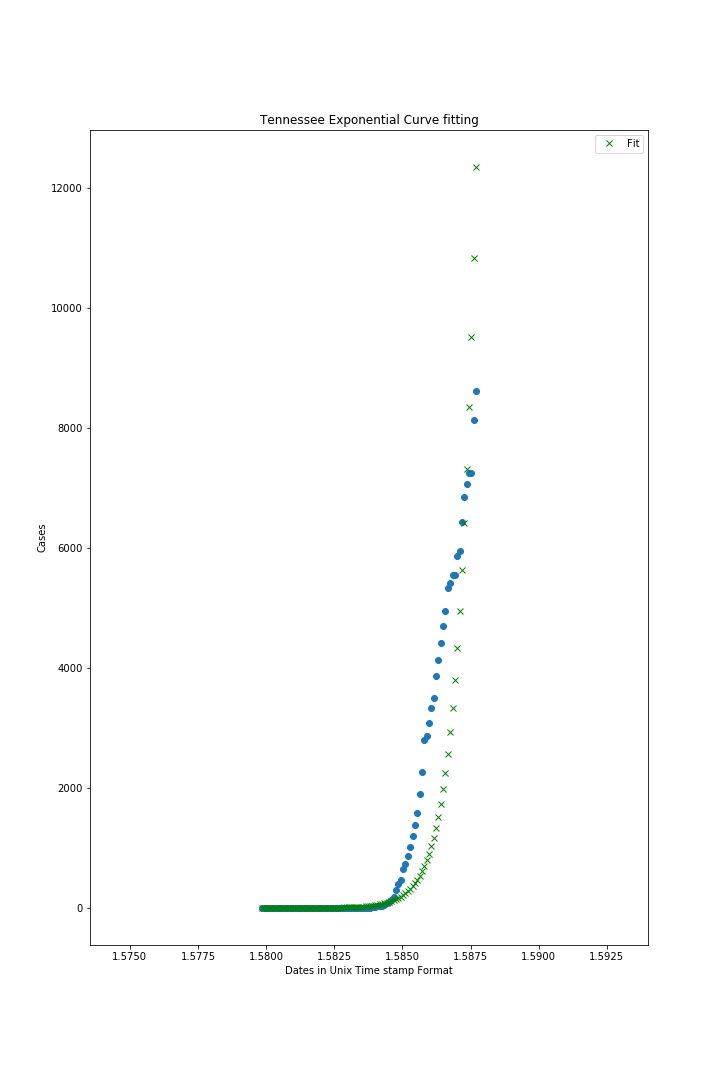 Tennessee Exponential Curve fitting
Fit
12000
10000
8000
6000
4000
2000
0
Cases
1.5750 1.5775 1.5800 1.5825 1.5850 1.5875 1.5900 1.5925
Dates in Unix Time stamp Format